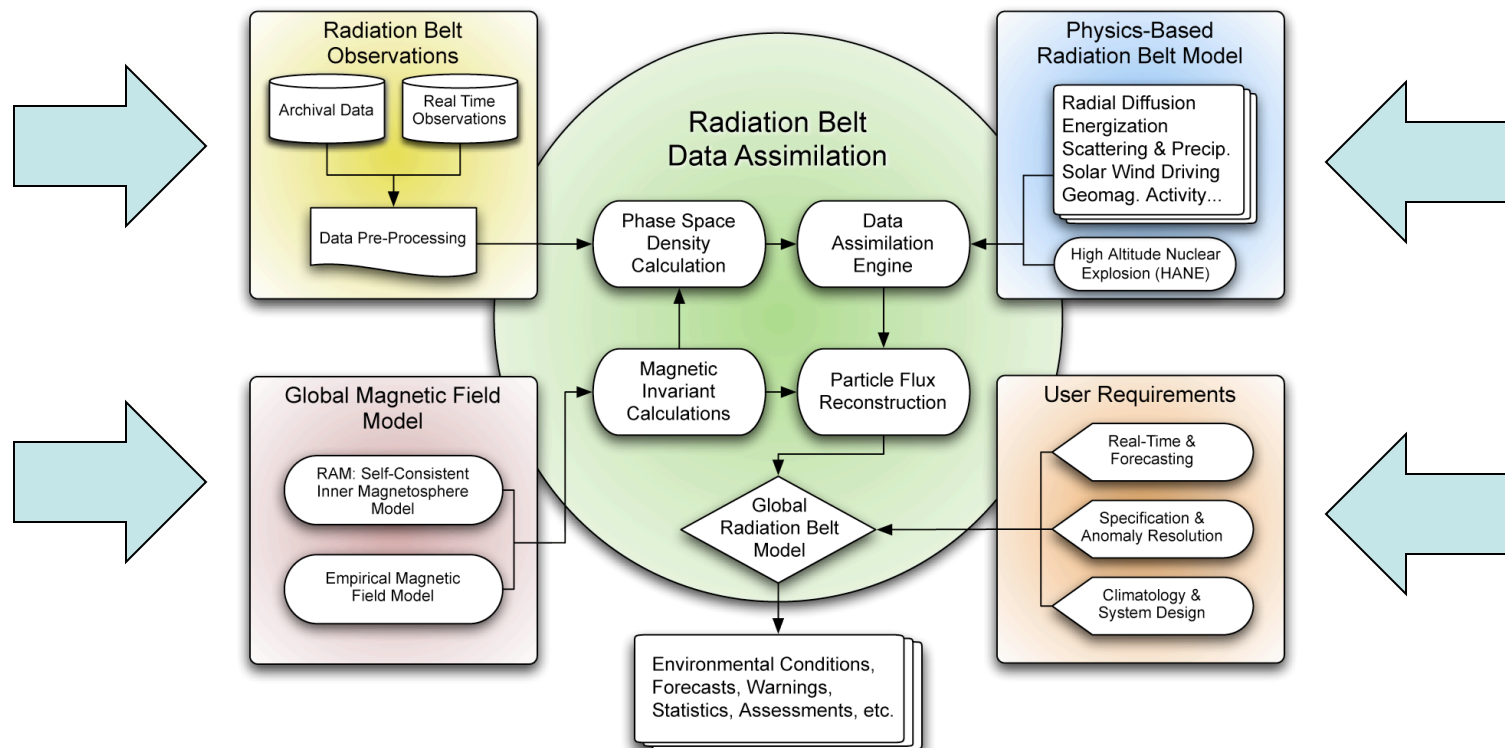 Radiation Belt
Observations
Archival Data
Real Time
Observations
Data Pre-Processing
Radiation Belt
Data Assimilation
Phase Space
Density
Calculation
Data
Assimilation
Engine
Magnetic
Invariant
Calculations
Particle Flux
Reconstruction
Global
Radiation Belt
Model
Physics-Based
Radiation Belt Model
Radial Diffusion
Energization
Scattering & Precip.
Solar Wind Driving
Geomag. Activity...
High Altitude Nuclear
Explosion (HANE)
Global Magnetic Field
Model
RAM: Self-Consistent
Inner Magnetosphere
Model
Empirical Magnetic
Field Model
User Requirements
Real-Time &
Forecasting
Specification &
Anomaly Resolution
Climatology &
System Design
Environmental Conditions,
Forecasts, Warnings,
Statistics, Assessments, etc.